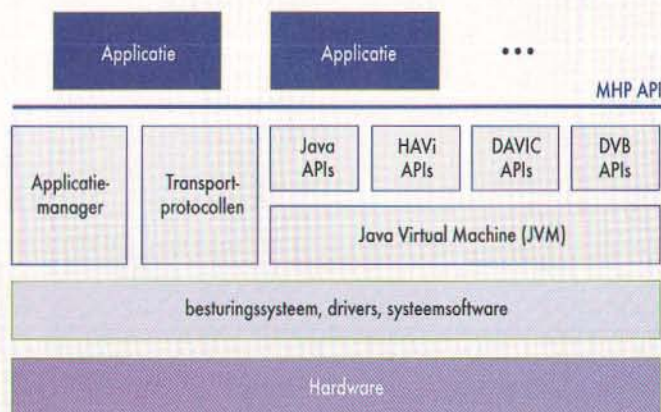 Applicatie
Applicatie
...
MHP API
Applicatie-
manager
Transport-
protocollen
Java
APIs
HAVi
APIs
DAVIC
APIs
DVB
APIs
Java Virtual Machine (JVM)
besturingssysteem, drivers, systeemsoftware
Hardware